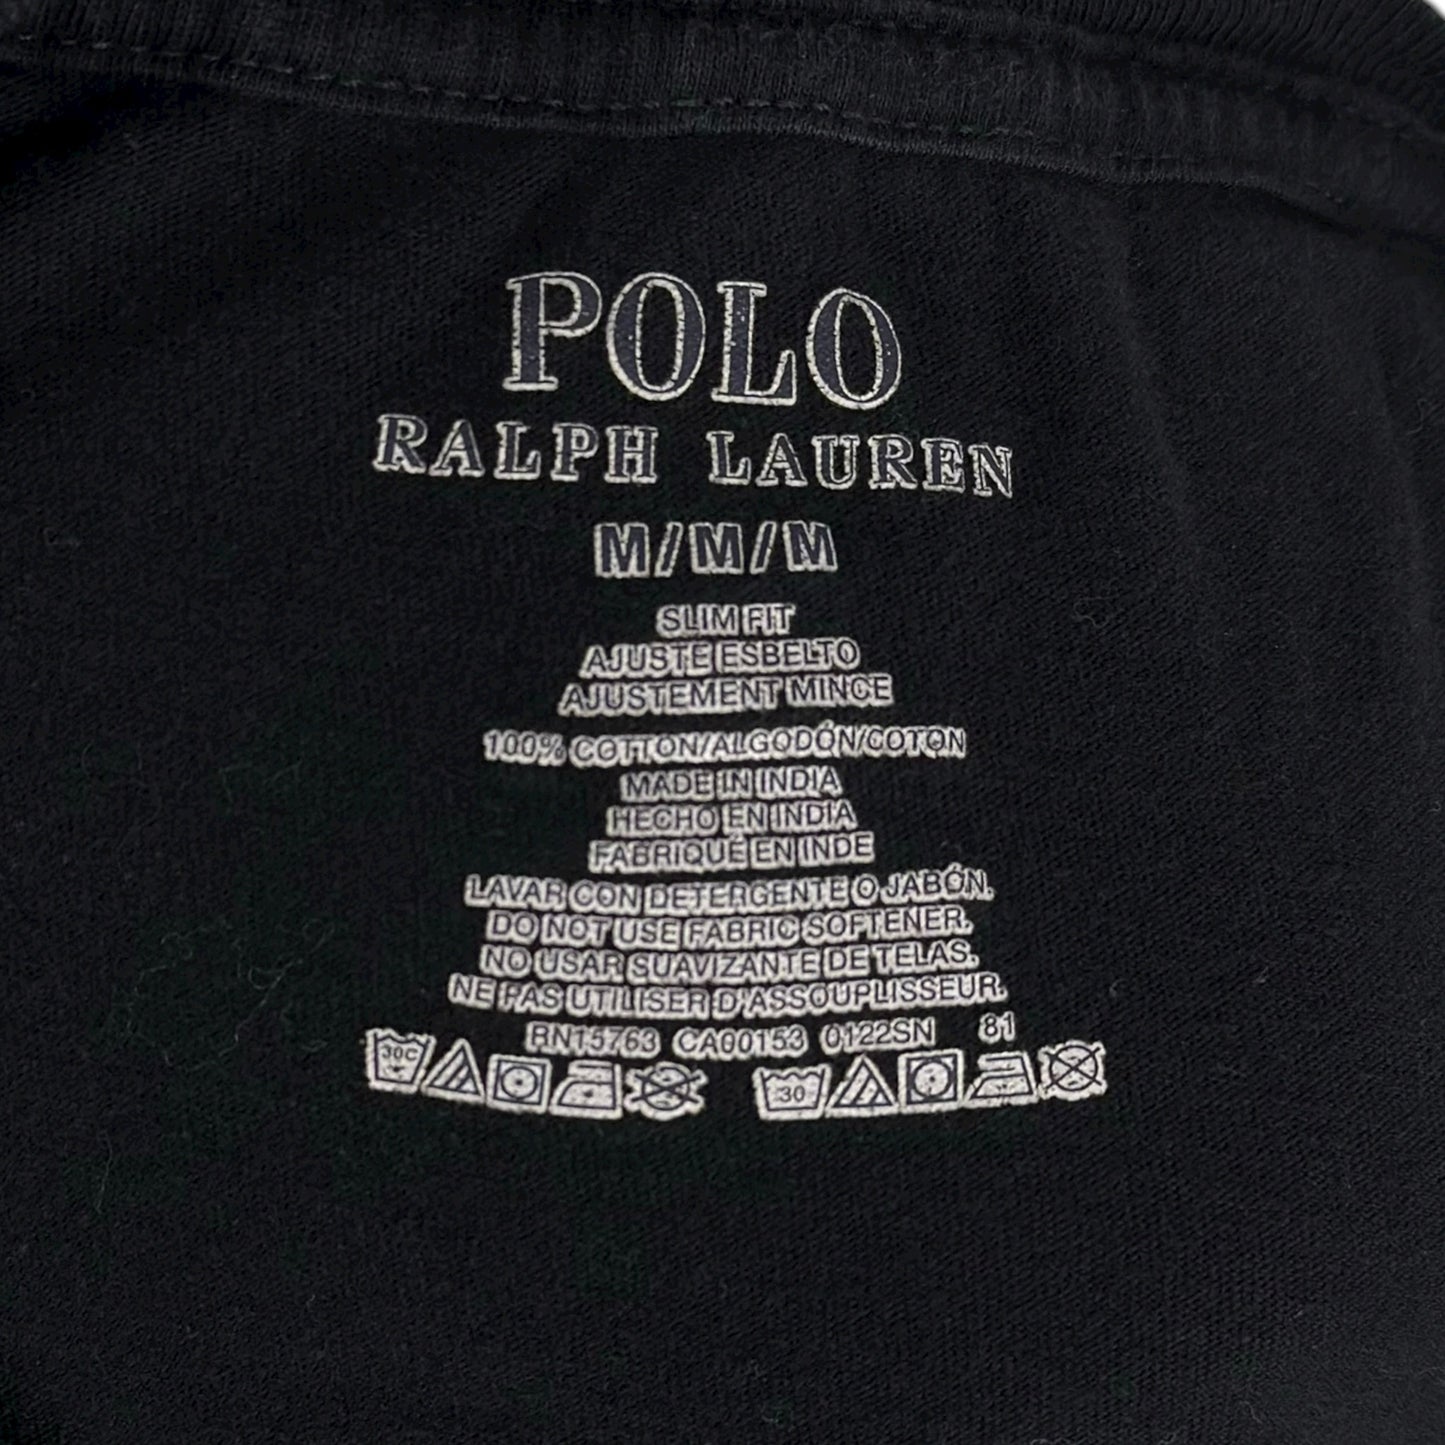 POLO
RALPH LAUREN
M/M/M
SLIM FIT
AJUSTE ESBELTO
AJUSTEMENT MINCE
100% COTTON/ALGODÓN/COTON
MADE IN INDIA
HECHO EN INDIA
FABRIQUÉ EN INDE
LAVAR CON DETERGENTE O JABÓN.
DO NOT USE FABRIC SOFTENER.
NO USAR SUAVIZANTE DE TELAS.
NE PAS UTILISER D'ASSOUPLISSEUR.
RN15763 CA00153 0122SN 81
30C 30